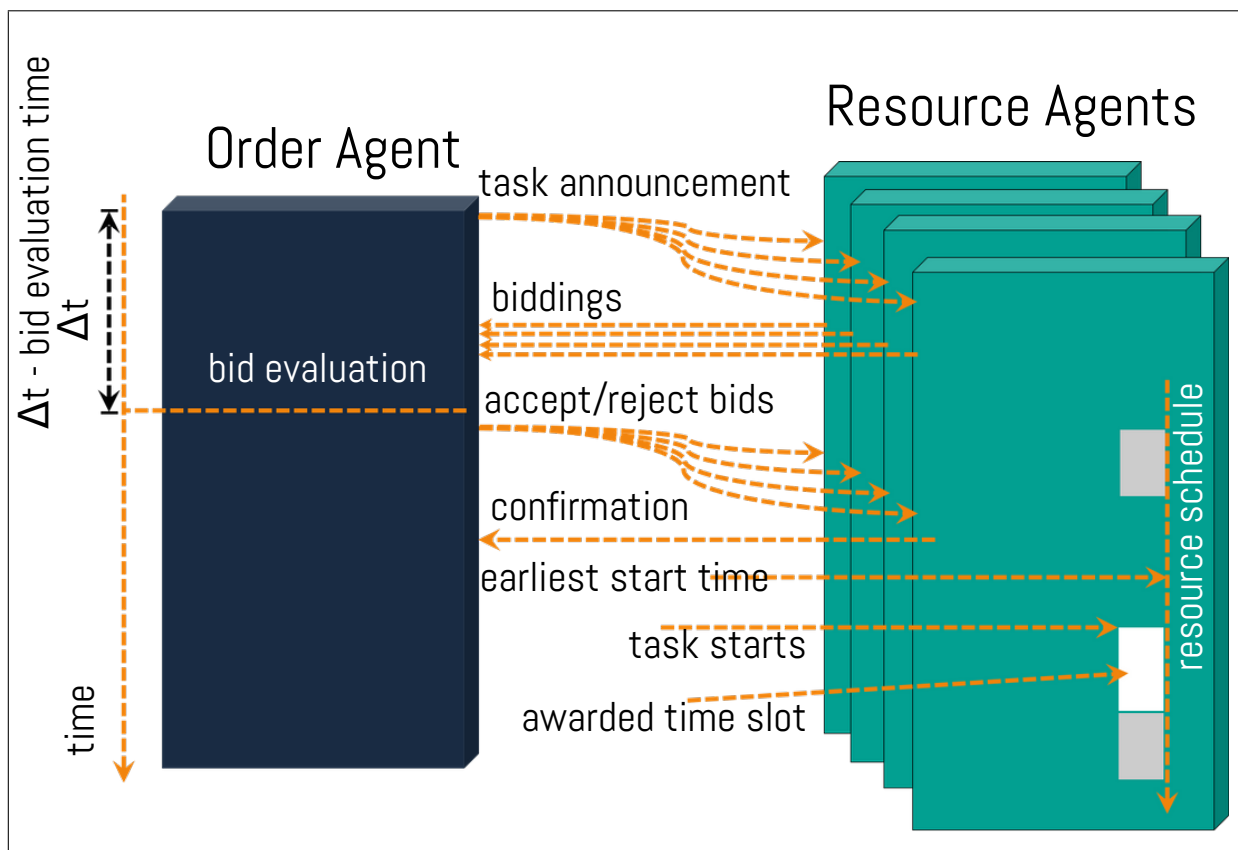 Resource Agents
Order Agent
Δt - bid evaluation time
Δt
task announcement
biddings
bid evaluation
accept/reject bids
confirmation
earliest start time
task starts
awarded time slot
resource schedule
time